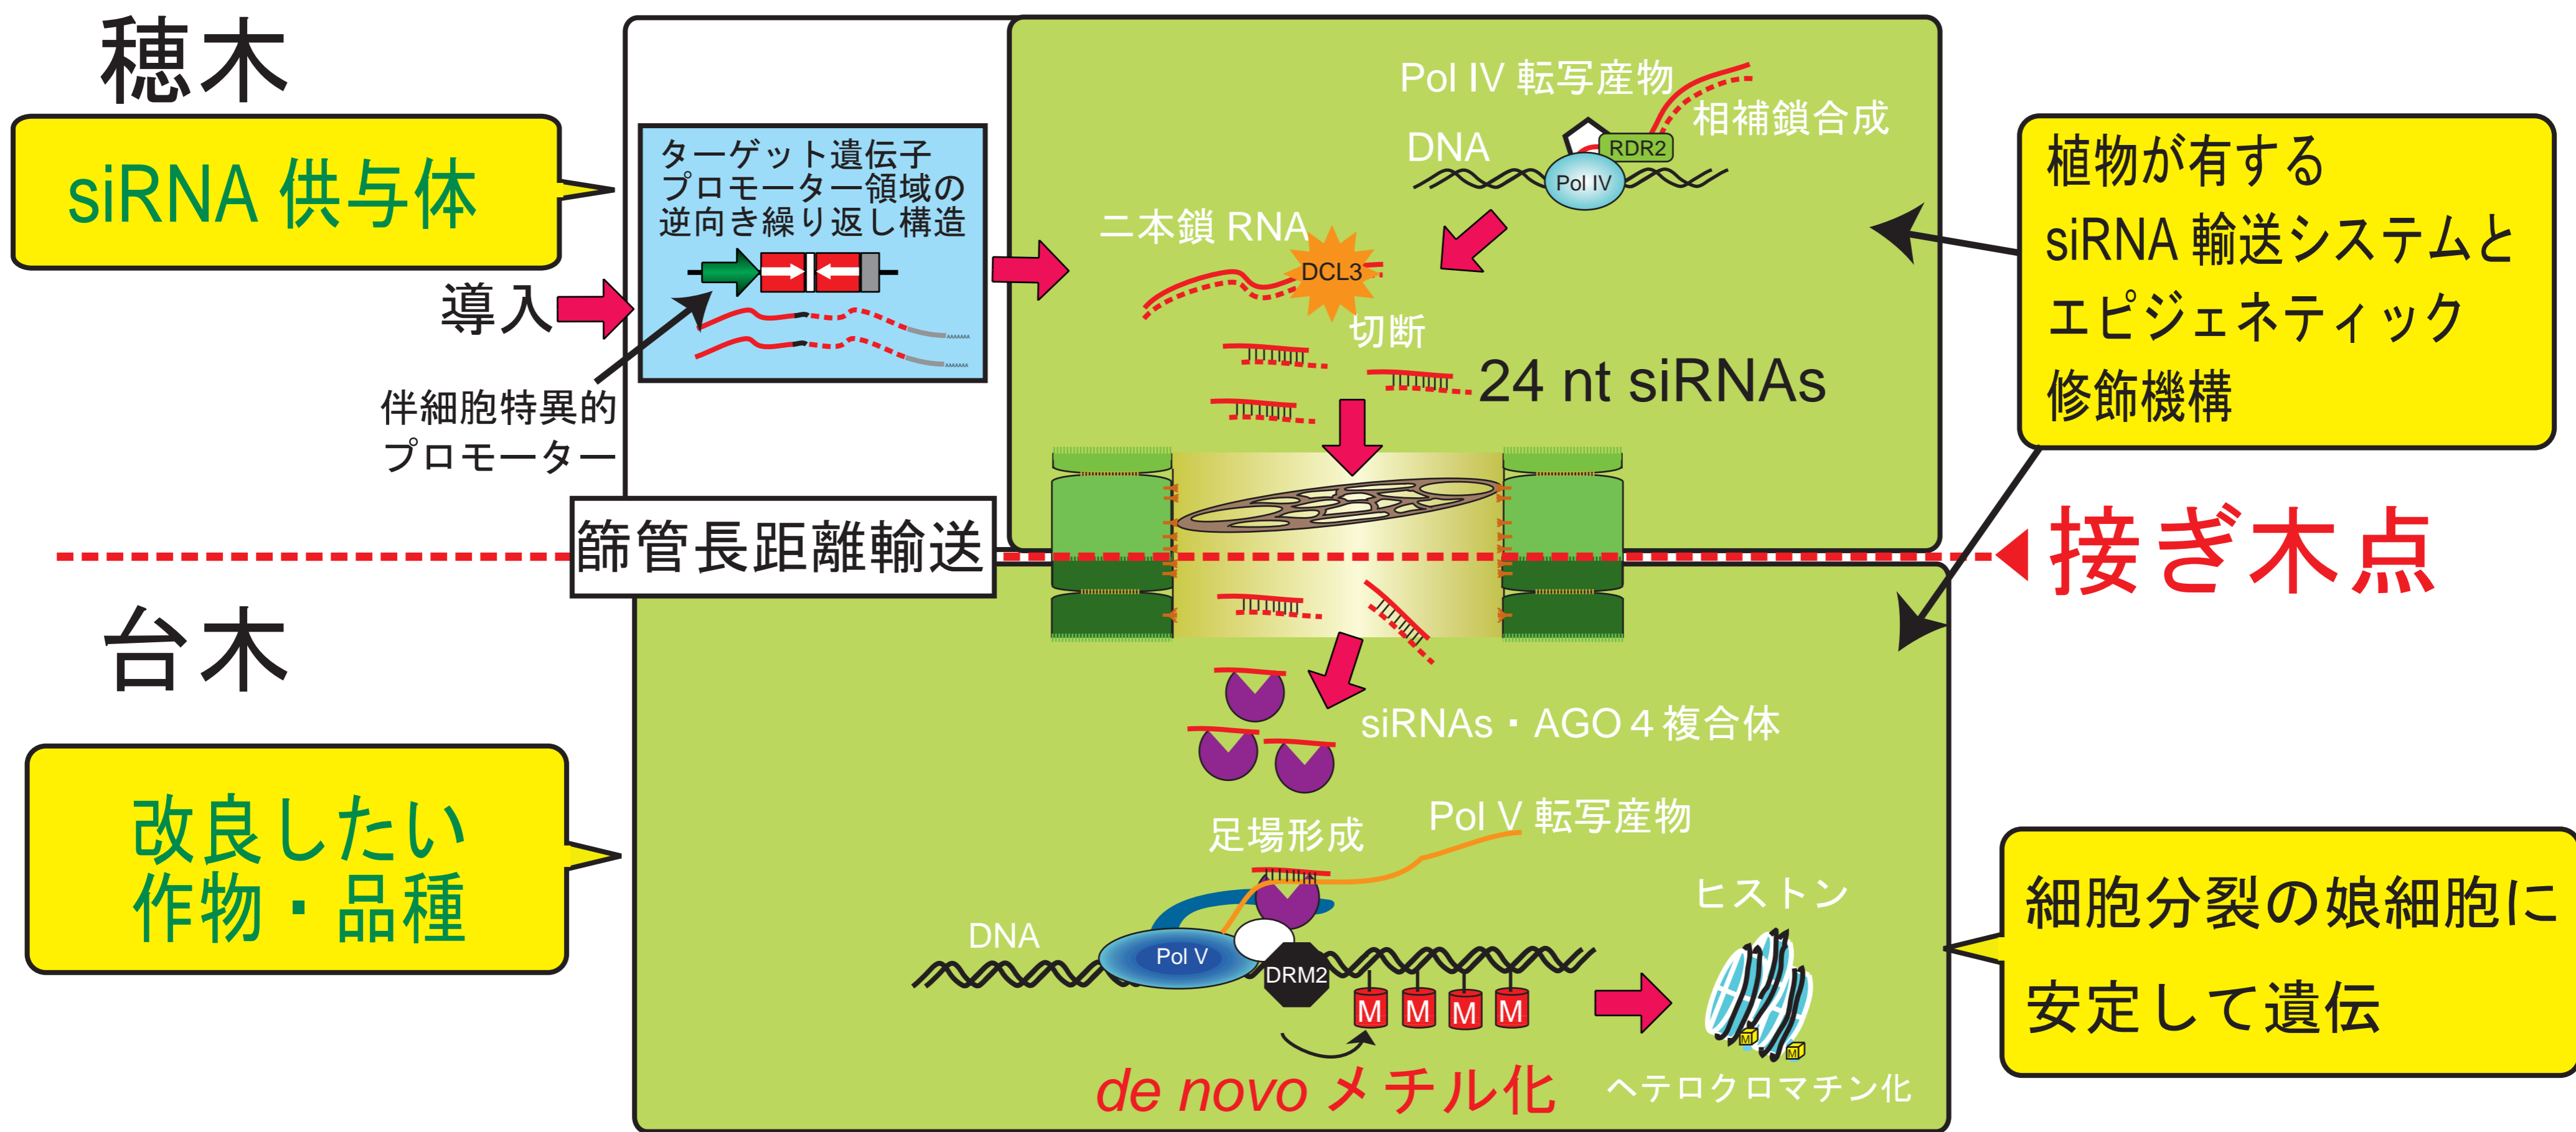 穂木
siRNA 供与体
導入
伴細胞特異的
プロモーター
ターゲット遺伝子
プロモーター領域の
逆向き繰り返し構造
AAAAAAA
AAAAAAA
Pol IV 転写産物
相補鎖合成
DNA
RDR2
Pol IV
二本鎖 RNA
DCL3
切断
24 nt siRNAs
植物が有する
siRNA 輸送システムと
エピジェネティック
修飾機構
篩管長距離輸送
接ぎ木点
台木
改良したい
作物・品種
siRNAs・AGO４複合体
足場形成
Pol V 転写産物
DNA
Pol V
DRM2
M M M M
de novo メチル化
ヒストン
M
M
ヘテロクロマチン化
細胞分裂の娘細胞に
安定して遺伝